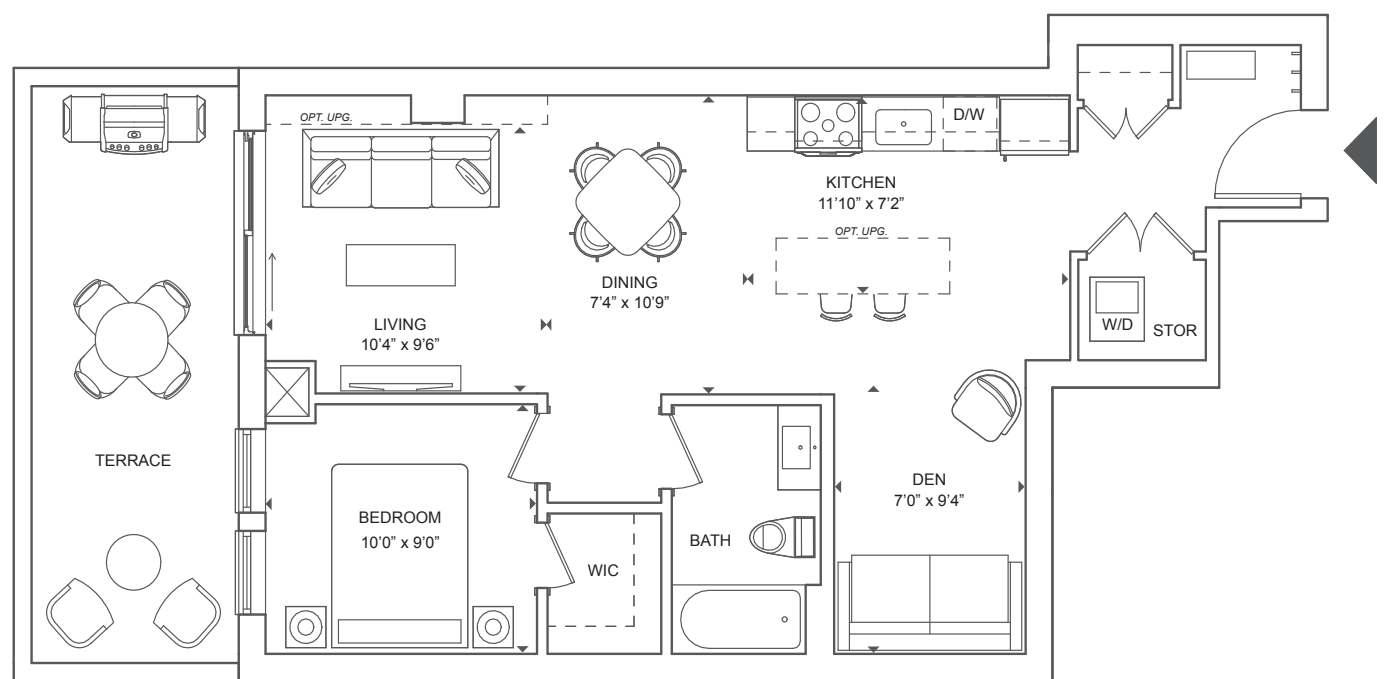 OPT. UPG.
D/W
KITCHEN
11’10” x 7’2”
OPT. UPG.
DINING
7’4” x 10’9”
LIVING
10’4” x 9’6”
W/D
STOR
TERRACE
BEDROOM
10’0” x 9’0”
WIC
BATH
DEN
7’0” x 9’4”